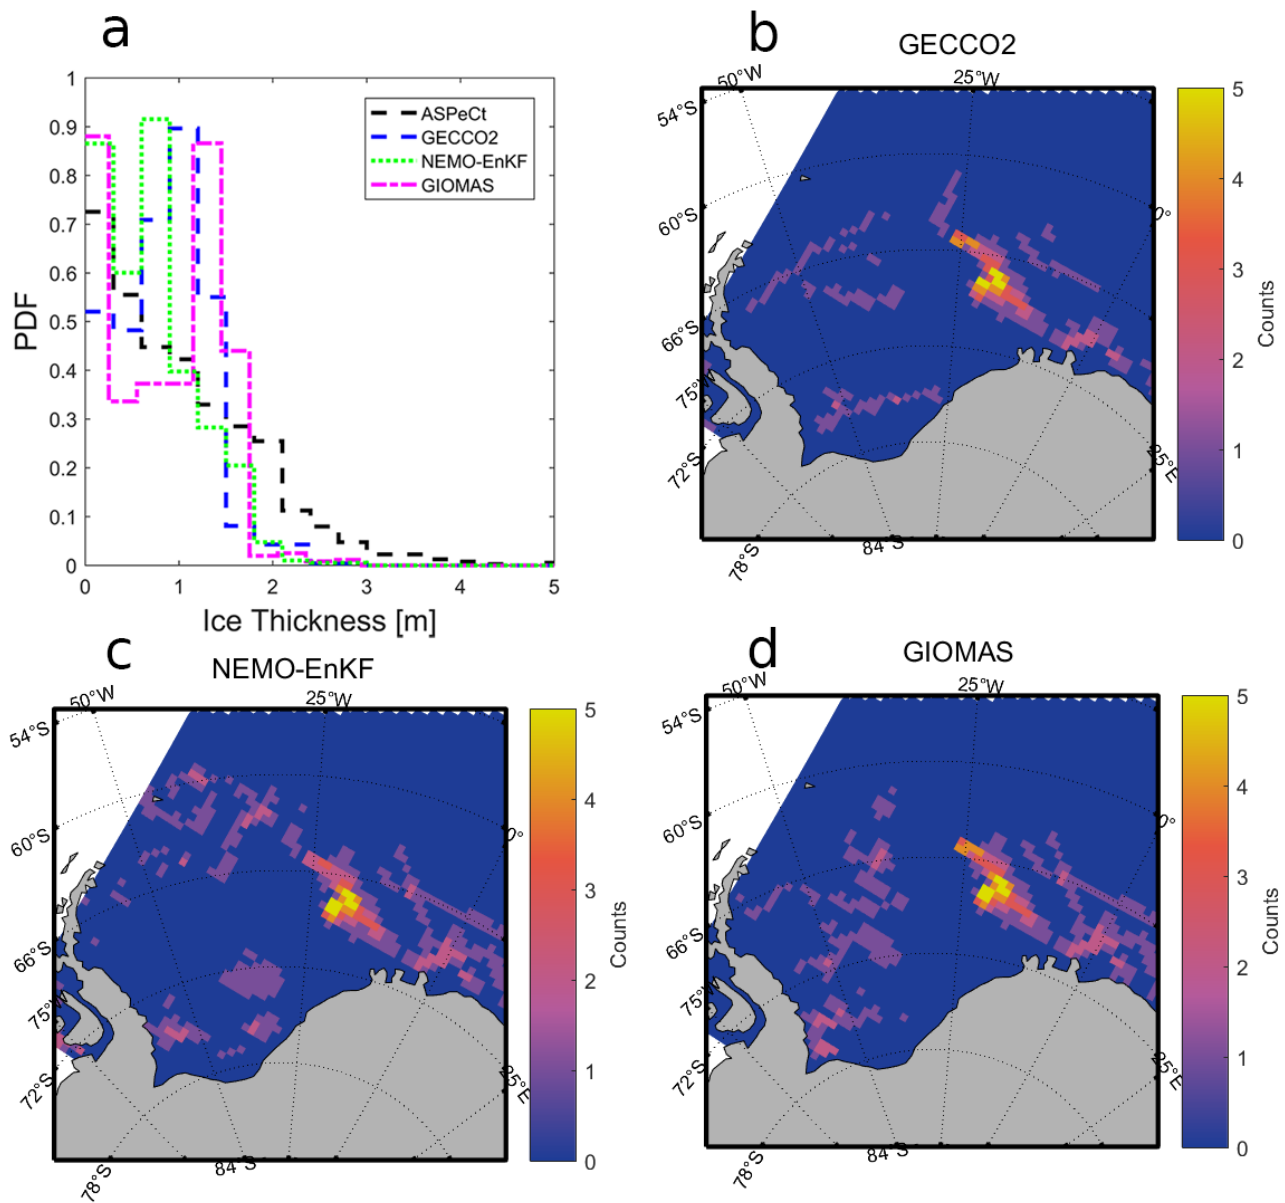 a
1
0.9
0.8
0.7
0.6
0.5
0.4
0.3
0.2
0.1
0
PDF
ASPeCt
GECCO2
NEMO-EnKF
GIOMAS
0 1 2 3 4 5
Ice Thickness [m]
b
GECCO2
50°W 25°W
54°S
60°S
66°S
75°W
72°S
78°S
84°S
0°
25°E
5
4
3
2
1
0
Counts
c
NEMO-EnKF
50°W 25°W
54°S
60°S
66°S
75°W
72°S
78°S
84°S
0°
25°E
5
4
3
2
1
0
Counts
d
GIOMAS
50°W 25°W
54°S
60°S
66°S
75°W
72°S
78°S
84°S
0°
25°E
5
4
3
2
1
0
Counts